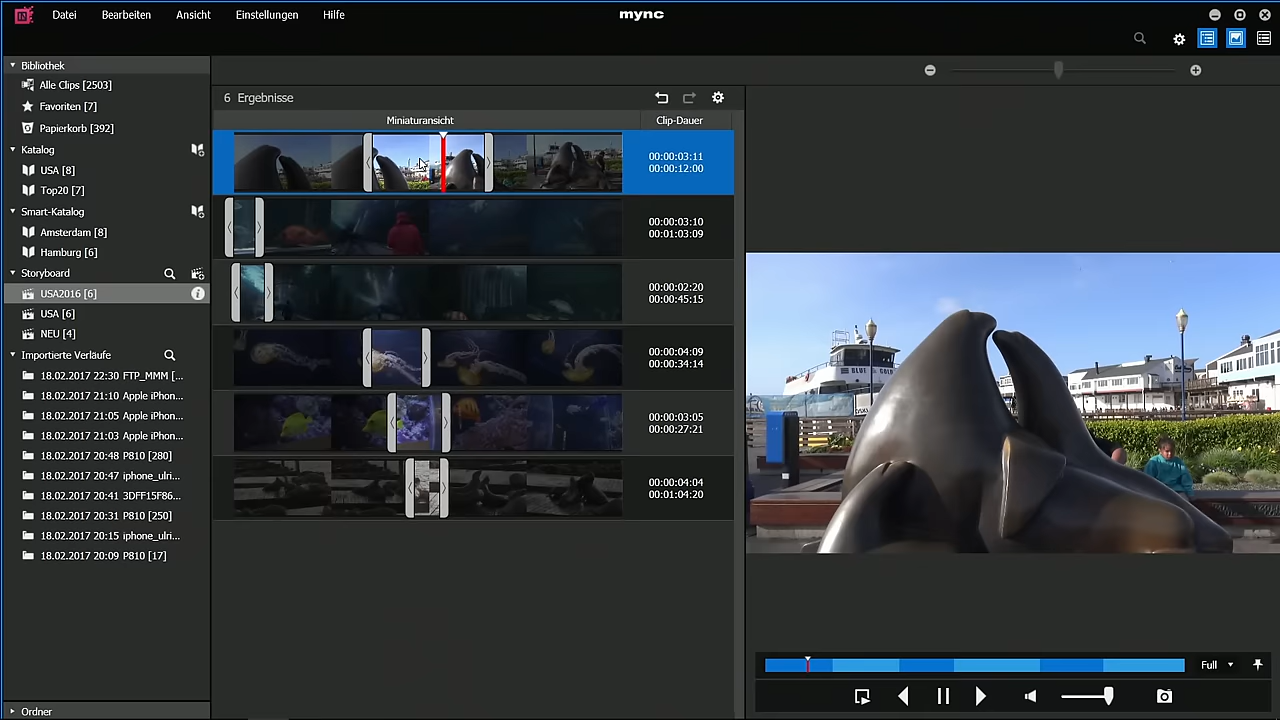 Datei Bearbeiten Ansicht Einstellungen Hilfe mync
Bibliothek
Alle Clips [2503]
Favoriten [7]
Papierkorb [392]
Katalog
USA [8]
Top20 [7]
Smart-Katalog
Amsterdam [8]
Hamburg [6]
Storyboard
USA2016 [6]
USA [6]
NEU [4]
Importierte Verläufe
18.02.2017 22:30 FTP_MMM [...
18.02.2017 21:10 Apple iPhon...
18.02.2017 21:05 Apple iPhon...
18.02.2017 21:03 Apple iPhon...
18.02.2017 20:48 P810 [280]
18.02.2017 20:47 iphone_ulri...
18.02.2017 20:41 3DFF15F86...
18.02.2017 20:31 P810 [250]
18.02.2017 20:15 iphone_ulri...
18.02.2017 20:09 P810 [17]
Ordner
6 Ergebnisse
Miniaturansicht Clip-Dauer
00:00:03:11
00:00:12:00
00:00:03:10
00:01:03:09
00:00:02:20
00:00:45:15
00:00:04:09
00:00:34:14
00:00:03:05
00:00:27:21
00:00:04:04
00:01:04:20
BLUE & GOLD
Full